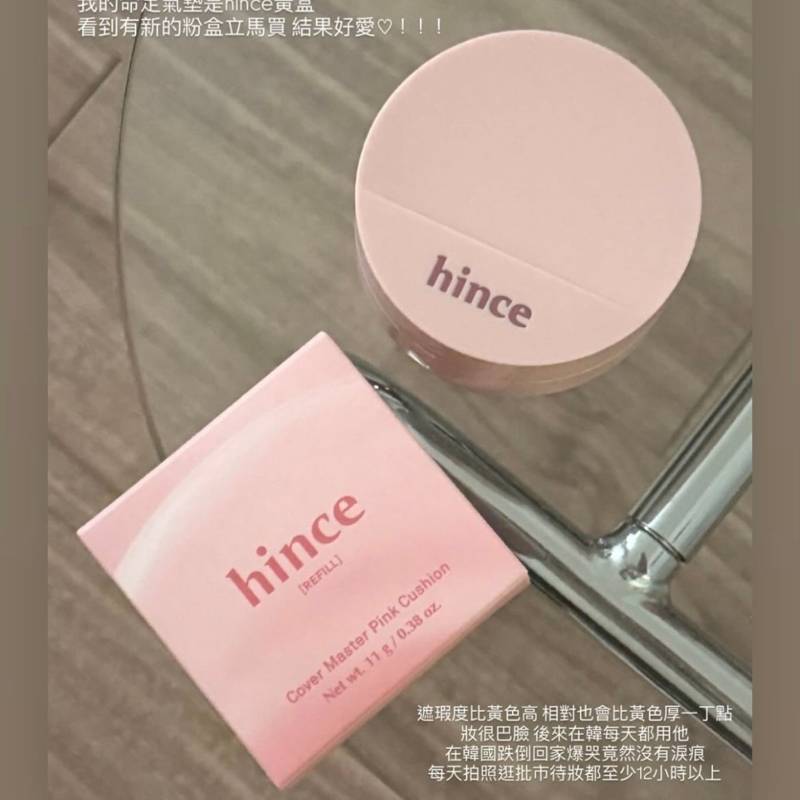 我的命定氣墊是hince黃盒
看到有新的粉盒立馬買 結果好愛♡！！！
hince
hince
[REFILL]
Cover Master Pink Cushion
Net wt. 11 g / 0.38 oz.
遮瑕度比黃色高 相對也會比黃色厚一丁點
妝很巴臉 後來在韓每天都用他
在韓國跌倒回家爆哭竟然沒有淚痕
每天拍照逛批市待妝都至少12小時以上